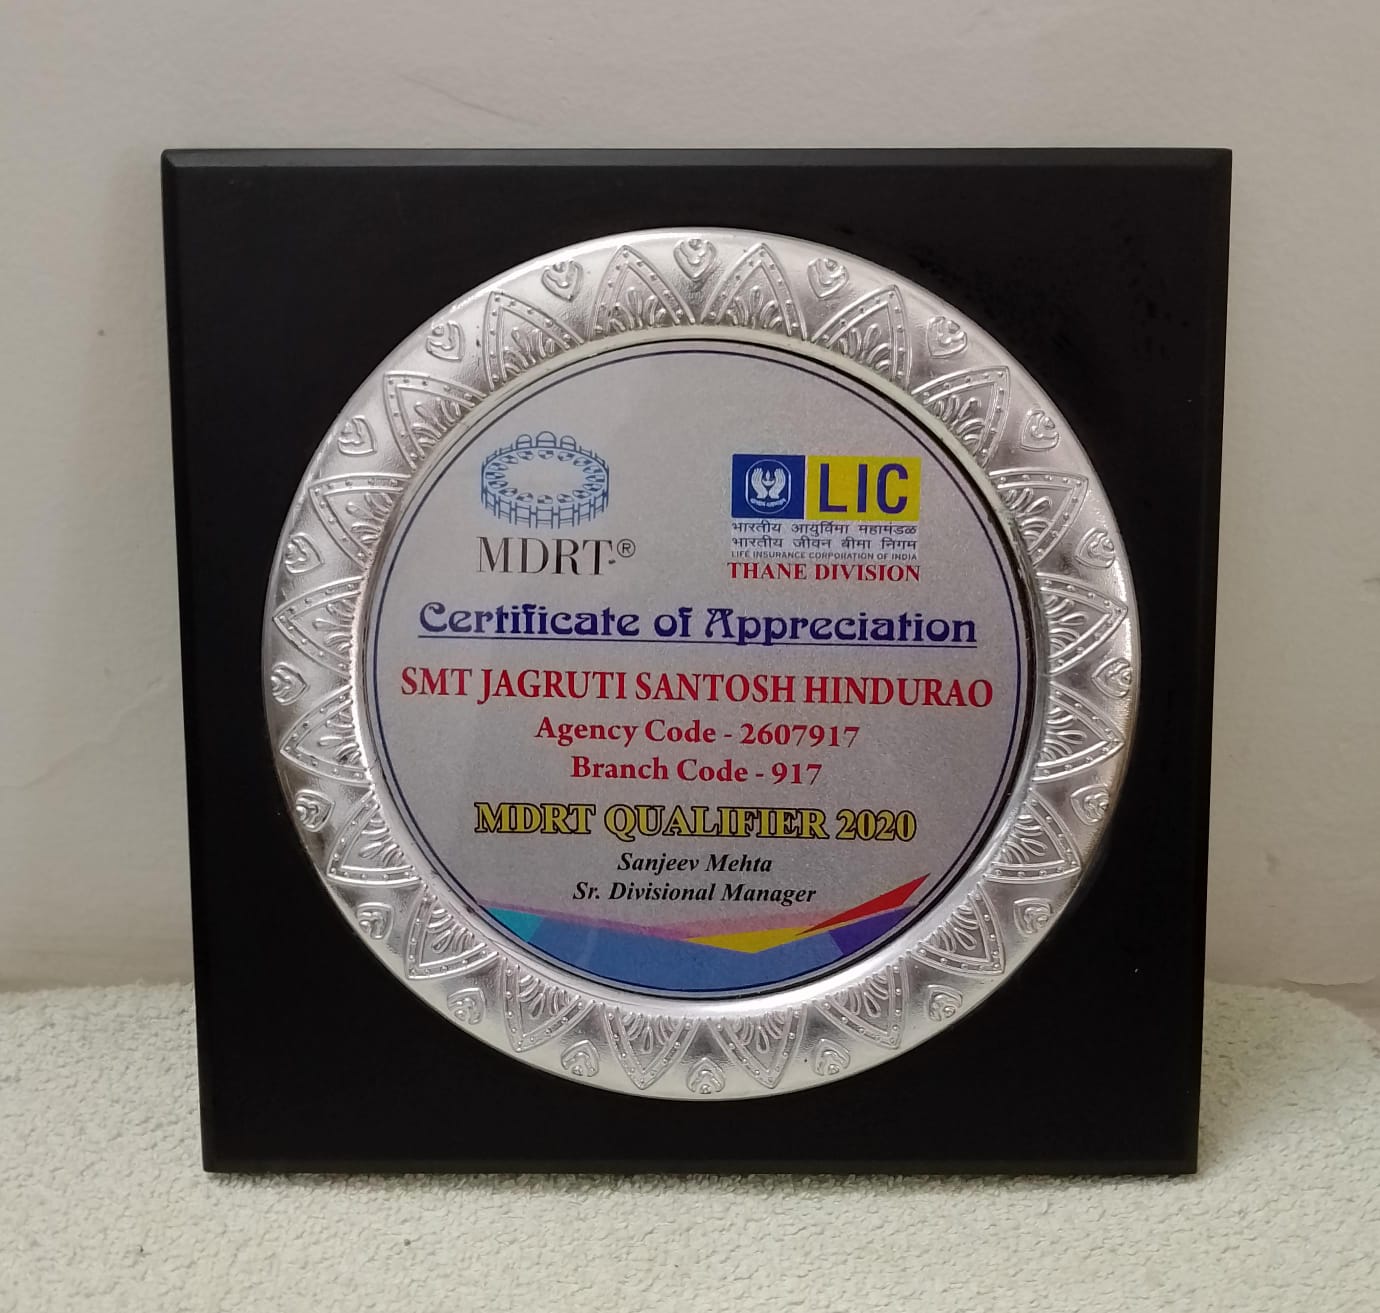 MDRT®
LIC
भारतीय आयुर्विमा महामंडळ
भारतीय जीवन बीमा निगम
LIFE INSURANCE CORPORATION OF INDIA
THANE DIVISION
Certificate of Appreciation
SMT JAGRUTI SANTOSH HINDURAO
Agency Code - 2607917
Branch Code - 917
MDRT QUALIFIER 2020
Sanjeev Mehta
Sr. Divisional Manager